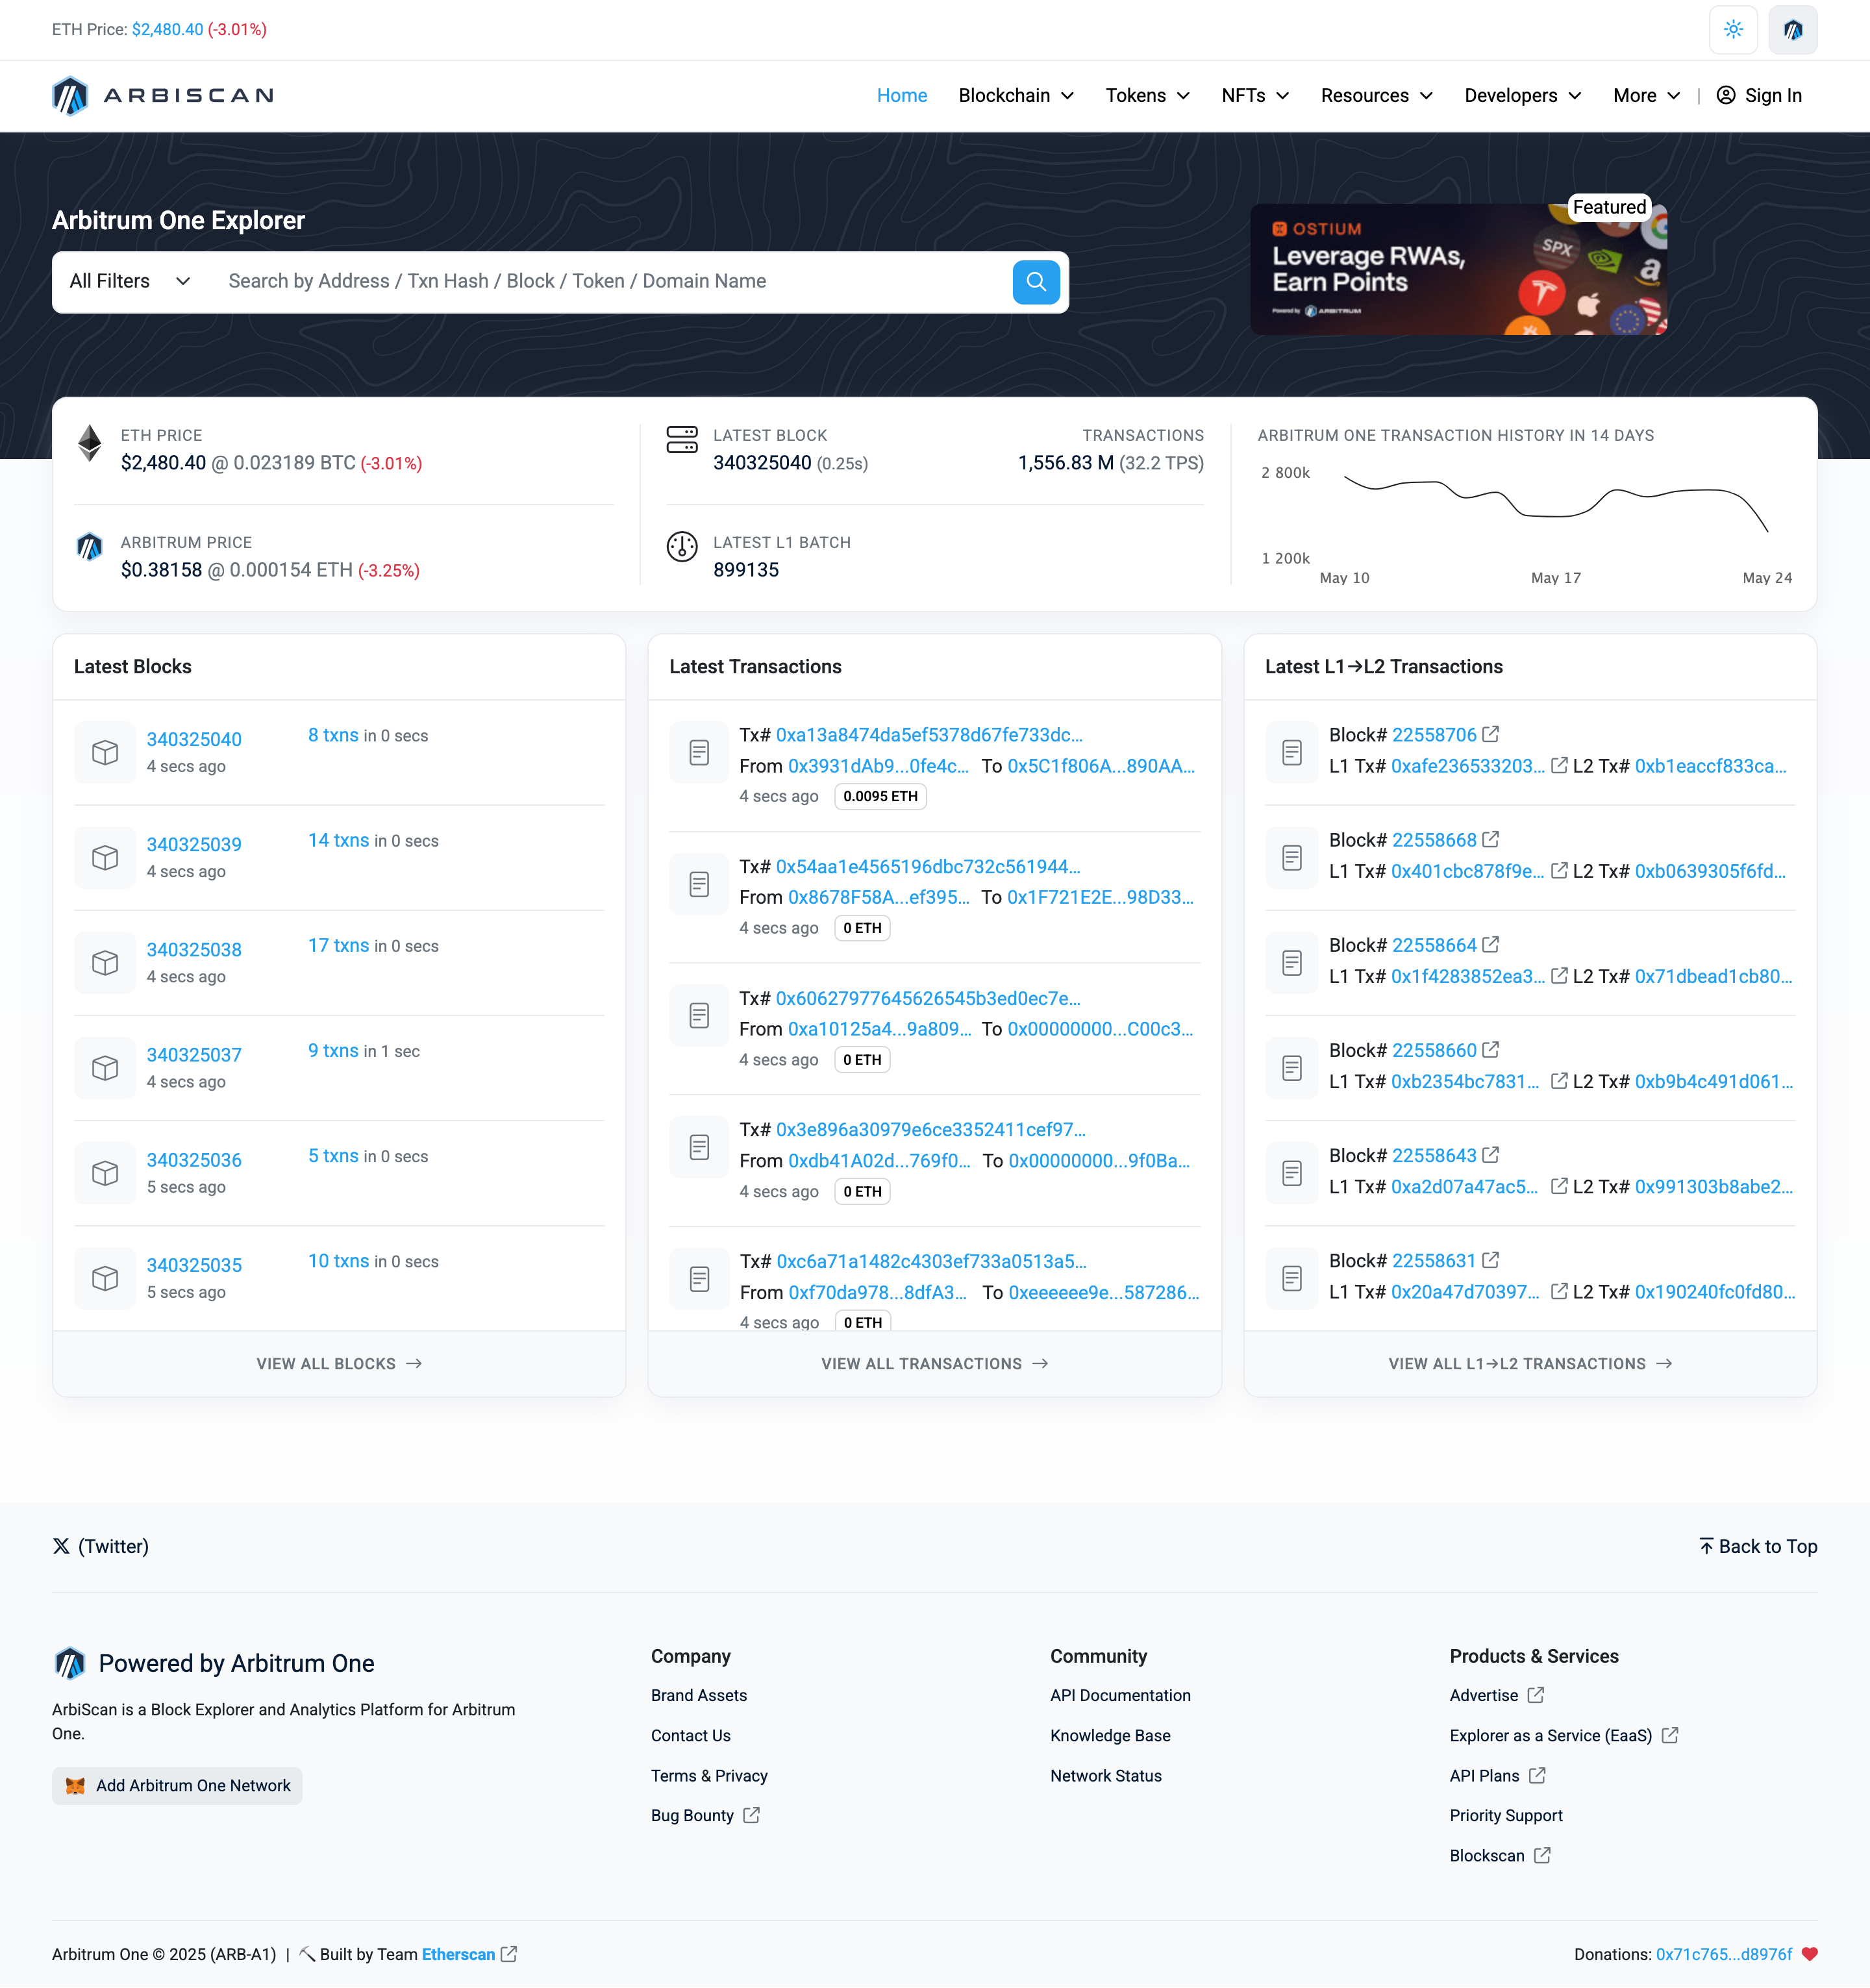 ETH Price: $2,480.40 (-3.01%)
ARBISCAN
Home Blockchain Tokens NFTs Resources Developers More | Sign In
Arbitrum One Explorer
All Filters Search by Address / Txn Hash / Block / Token / Domain Name
Featured
OSTIUM
Leverage RWAs,
Earn Points
Powered by ARBITRUM
SPX
ETH PRICE
$2,480.40 @ 0.023189 BTC (-3.01%)
ARBITRUM PRICE
$0.38158 @ 0.000154 ETH (-3.25%)
LATEST BLOCK
340325040 (0.25s)
TRANSACTIONS
1,556.83 M (32.2 TPS)
LATEST L1 BATCH
899135
ARBITRUM ONE TRANSACTION HISTORY IN 14 DAYS
2 800k
1 200k
May 10 May 17 May 24
Latest Blocks
340325040 8 txns in 0 secs
4 secs ago
340325039 14 txns in 0 secs
4 secs ago
340325038 17 txns in 0 secs
4 secs ago
340325037 9 txns in 1 sec
4 secs ago
340325036 5 txns in 0 secs
5 secs ago
340325035 10 txns in 0 secs
5 secs ago
VIEW ALL BLOCKS →
Latest Transactions
Tx# 0xa13a8474da5ef5378d67fe733dc...
From 0x3931dAb9...0fe4c... To 0x5C1f806A...890AA...
4 secs ago 0.0095 ETH
Tx# 0x54aa1e4565196dbc732c561944...
From 0x8678F58A...ef395... To 0x1F721E2E...98D33...
4 secs ago 0 ETH
Tx# 0x60627977645626545b3ed0ec7e...
From 0xa10125a4...9a809... To 0x00000000...C00c3...
4 secs ago 0 ETH
Tx# 0x3e896a30979e6ce3352411cef97...
From 0xdb41A02d...769f0... To 0x00000000...9f0Ba...
4 secs ago 0 ETH
Tx# 0xc6a71a1482c4303ef733a0513a5...
From 0xf70da978...8dfA3... To 0xeeeeee9e...587286...
4 secs ago 0 ETH
VIEW ALL TRANSACTIONS →
Latest L1→L2 Transactions
Block# 22558706
L1 Tx# 0xafe236533203... L2 Tx# 0xb1eaccf833ca...
Block# 22558668
L1 Tx# 0x401cbc878f9e... L2 Tx# 0xb0639305f6fd...
Block# 22558664
L1 Tx# 0x1f4283852ea3... L2 Tx# 0x71dbead1cb80...
Block# 22558660
L1 Tx# 0xb2354bc7831... L2 Tx# 0xb9b4c491d061...
Block# 22558643
L1 Tx# 0xa2d07a47ac5... L2 Tx# 0x991303b8abe2...
Block# 22558631
L1 Tx# 0x20a47d70397... L2 Tx# 0x190240fc0fd80...
VIEW ALL L1→L2 TRANSACTIONS →
(Twitter)
Back to Top
Powered by Arbitrum One
ArbiScan is a Block Explorer and Analytics Platform for Arbitrum
One.
Add Arbitrum One Network
Company
Brand Assets
Contact Us
Terms & Privacy
Bug Bounty
Community
API Documentation
Knowledge Base
Network Status
Products & Services
Advertise
Explorer as a Service (EaaS)
API Plans
Priority Support
Blockscan
Arbitrum One © 2025 (ARB-A1) | Built by Team Etherscan
Donations: 0x71c765...d8976f